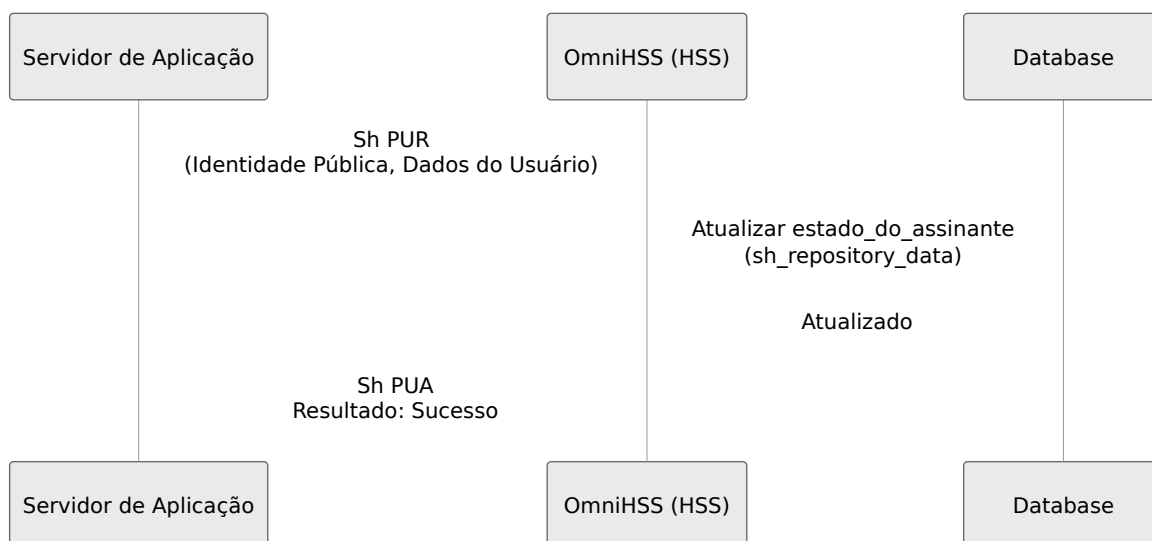 Servidor de Aplicação
OmniHSS (HSS)
Database
Sh PUR
(Identidade Pública, Dados do Usuário)
Atualizar estado_do_assinante
(sh_repository_data)
Atualizado
Sh PUA
Resultado: Sucesso
Servidor de Aplicação
OmniHSS (HSS)
Database